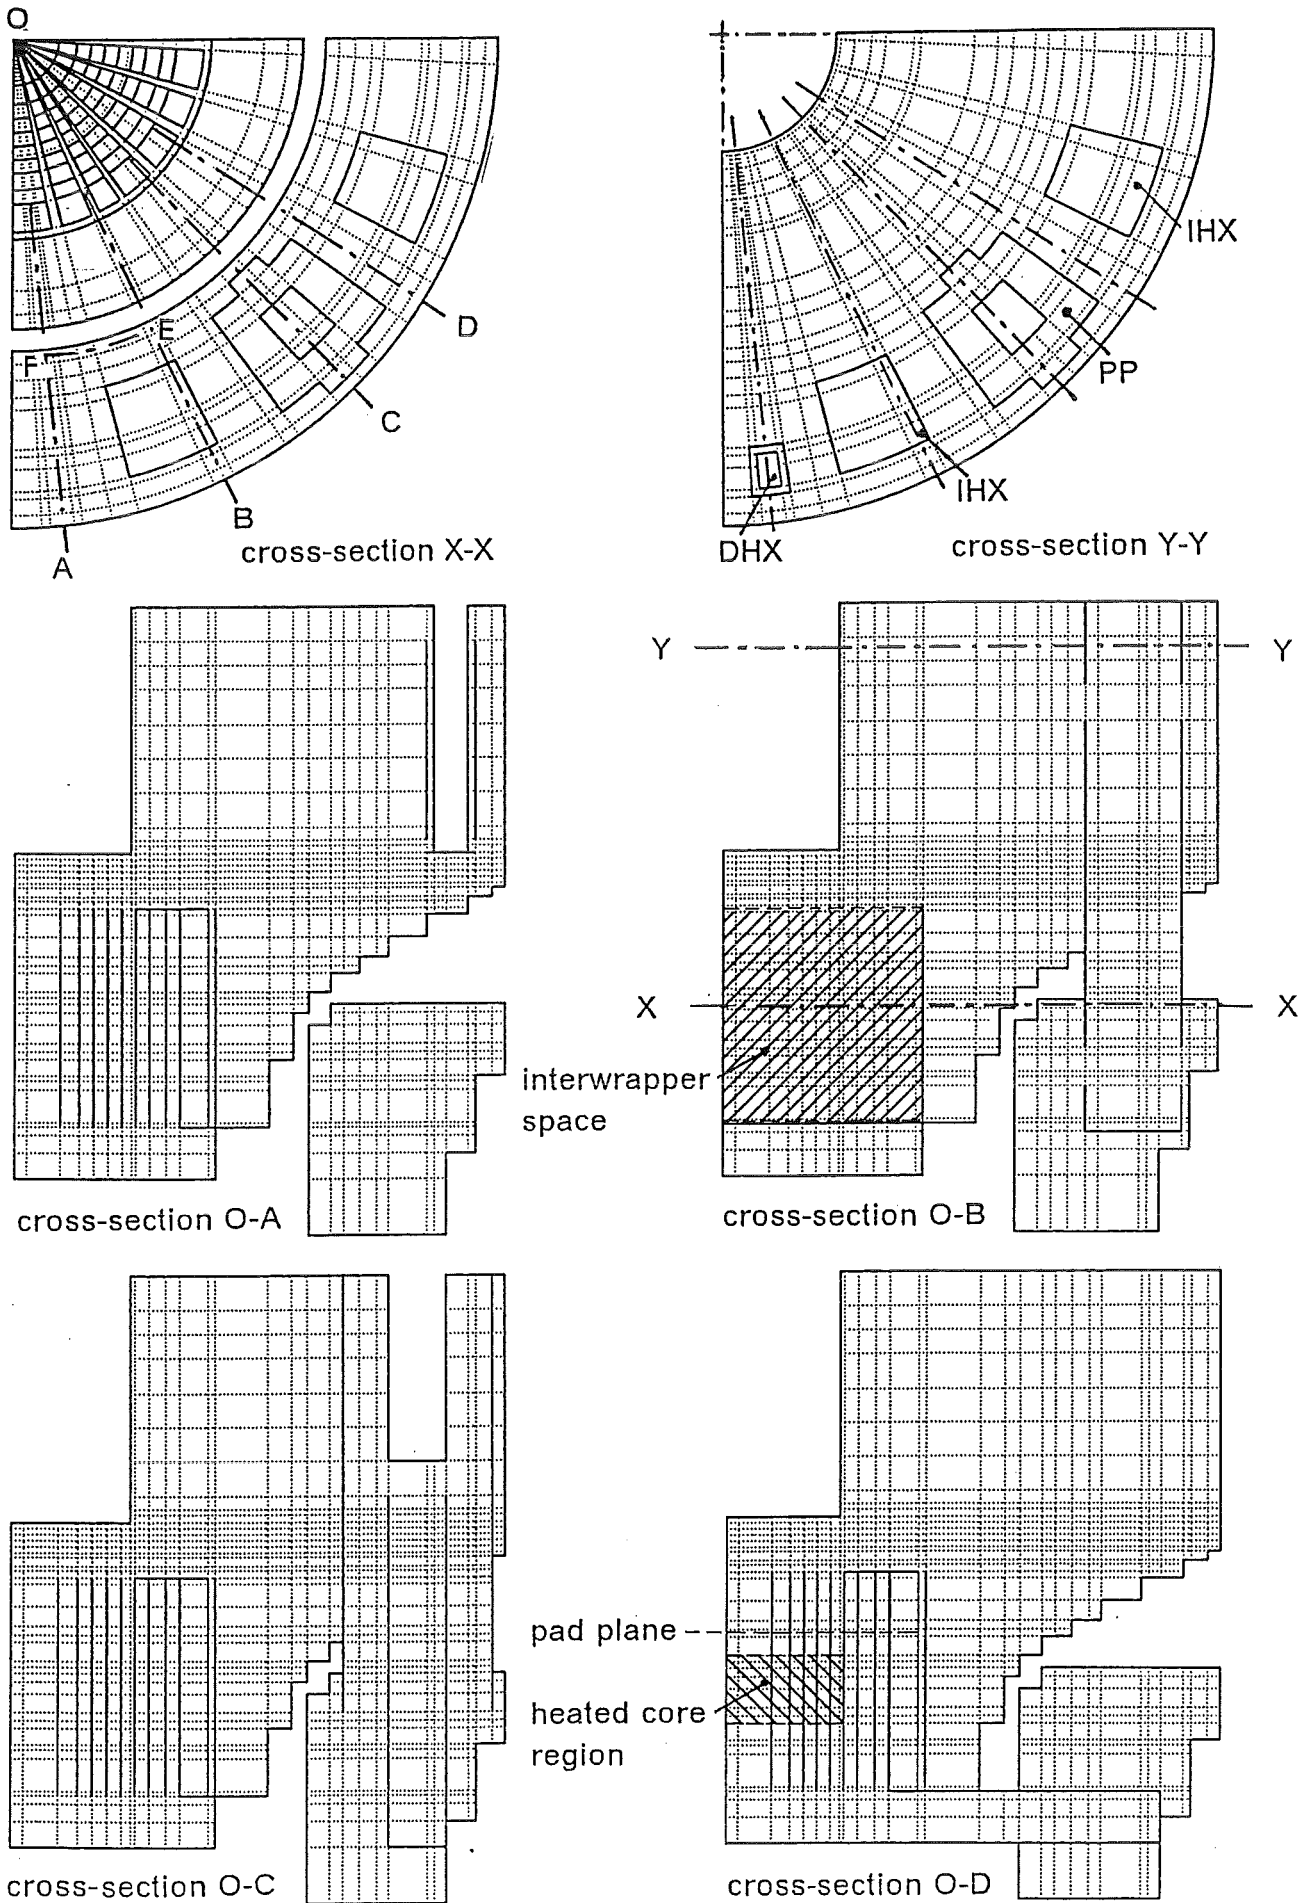 O
D
E
F
C
B
A
cross-section X-X
IHX
PP
IHX
DHX
cross-section Y-Y
Y
Y
X
X
interwrapper
space
cross-section O-A
cross-section O-B
pad plane
heated core
region
cross-section O-C
cross-section O-D